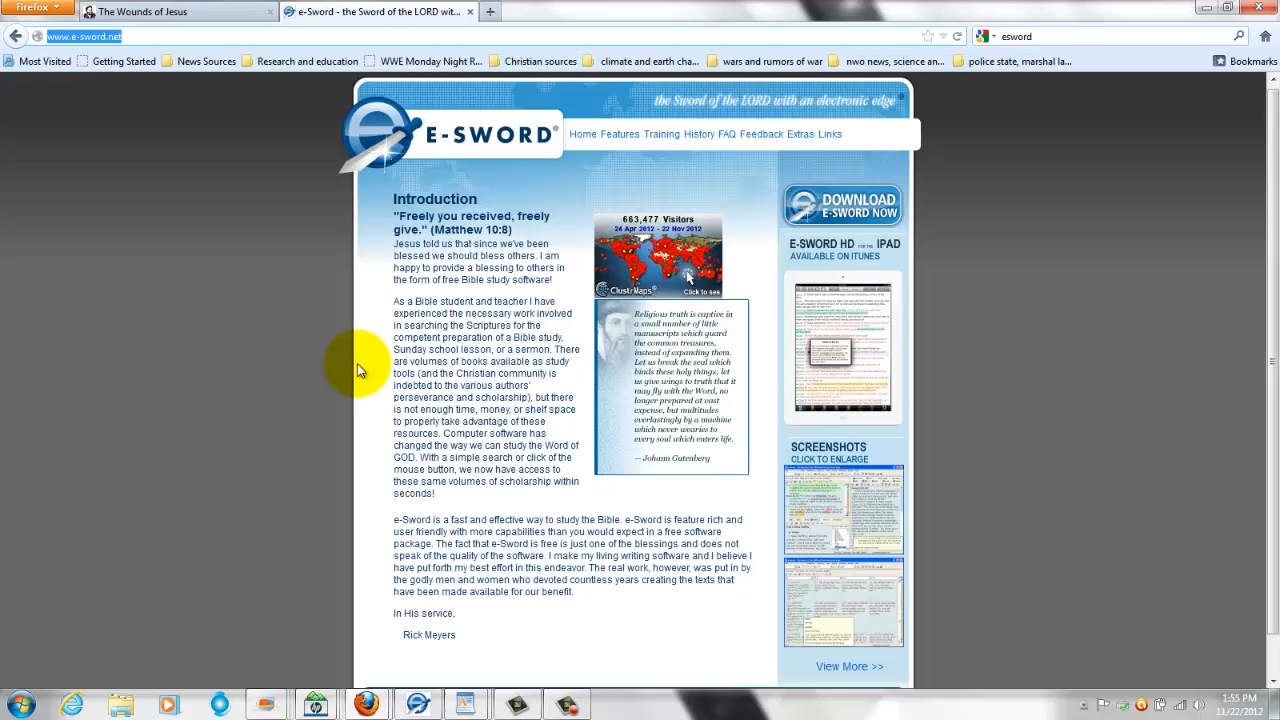 Firefox
The Wounds of Jesus
e-Sword - the Sword of the LORD wit...
www.e-sword.net
esword
Most Visited
Getting Started
News Sources
Research and education
WWE Monday Night R...
Christian sources
climate and earth cha...
wars and rumors of war
nwo news, science an...
police state, marshal la...
Bookmarks
the Sword of the LORD with an electronic edge
E-SWORD®
Home Features Training History FAQ Feedback Extras Links
Introduction
"Freely you received, freely
give." (Matthew 10:8)
Jesus told us that since we've been
blessed we should bless others. I am
happy to provide a blessing to others in
the form of free Bible study software!
As a Bible student and teacher I have
experienced the necessary work involved
in study of the Scriptures for the
simple preparation of a Bible study,
Sunday school lesson, or a sermon. There
are volumes of books available as study
tools (and the Christian community is
indebted to the various authors'
perseverance and scholarship), but there
is not enough time, money, or shelf space
to properly take advantage of these
resources. Computer software has
changed the way we can study the Word of
GOD. With a simple search or click of the
mouse button, we now have access to
volumes of scholarship within
seconds!
663,477 Visitors
24 Apr 2012 - 22 Nov 2012
ClustrMaps
Click to see
Religious truth is captive in
a small number of little
manuscripts which guard
the common treasures,
instead of expanding them.
Let us break the seal which
binds these holy things; let
us give wings to truth that it
may fly with the Word, no
longer prepared at vast
expense, but multitudes
everlastingly by a machine
which never wearies to
every soul which enters life.
— Johann Gutenberg
e-Sword is a fast and effective way to study the Bible. e-Sword is feature rich and
user friendly with more capabilities than you would expect in a free software
package. The fact that e-Sword is free is just one of the blessings and does not
speak of the quality of the software. I make my living writing software and I believe I
have put forth my best effort in this endeavor. The real work, however, was put in by
the men and women who devoted countless years creating the texts that
have been made available for our benefit.
In His service,
Rick Meyers
DOWNLOAD
E-SWORD NOW
E-SWORD HD FOR THE IPAD
AVAILABLE ON ITUNES
SCREENSHOTS
CLICK TO ENLARGE
View More >>
1:55 PM
11/22/2012